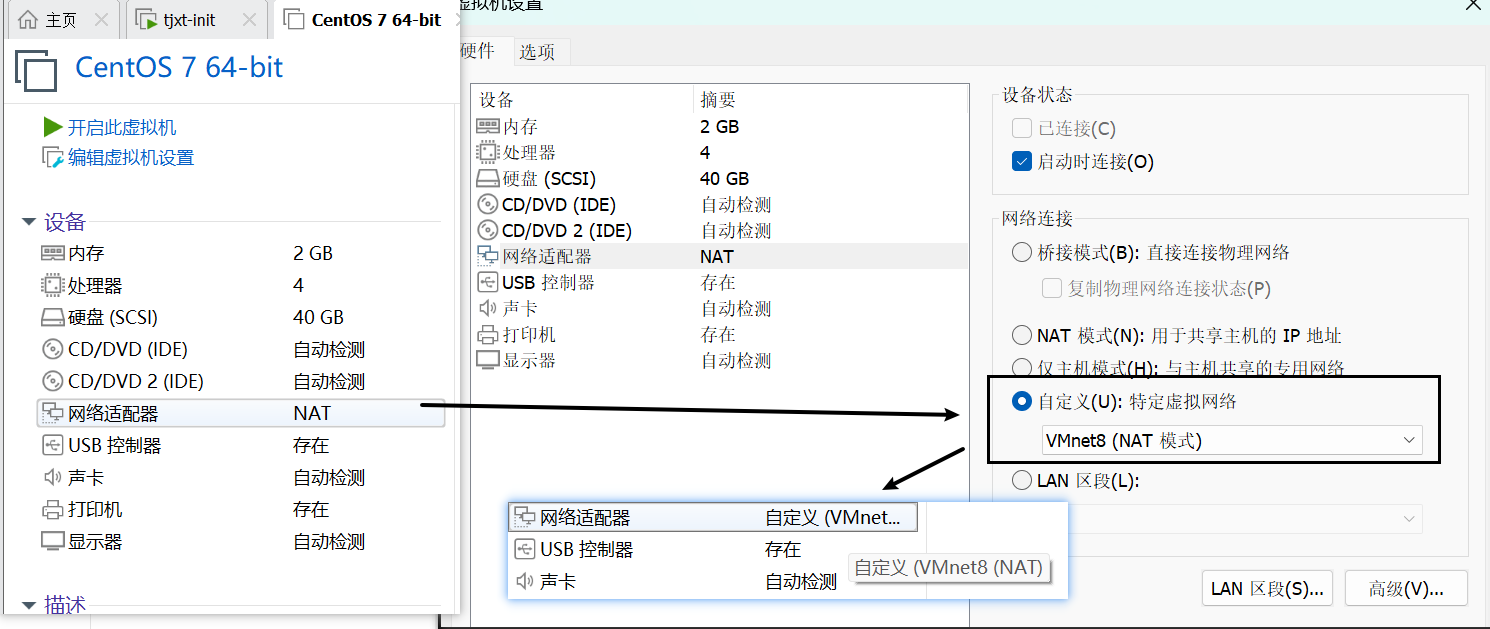 主页
tjxt-init
CentOS 7 64-bit
CentOS 7 64-bit
开启此虚拟机
编辑虚拟机设置
设备
内存 2 GB
处理器 4
硬盘 (SCSI) 40 GB
CD/DVD (IDE) 自动检测
CD/DVD 2 (IDE) 自动检测
网络适配器 NAT
USB 控制器 存在
声卡 自动检测
打印机 存在
显示器 自动检测
描述
虚拟机设置
硬件 选项
设备 摘要
内存 2 GB
处理器 4
硬盘 (SCSI) 40 GB
CD/DVD (IDE) 自动检测
CD/DVD 2 (IDE) 自动检测
网络适配器 NAT
USB 控制器 存在
声卡 自动检测
打印机 存在
显示器 自动检测
网络适配器 自定义 (VMnet...
USB 控制器 存在
声卡 自动检测
自定义 (VMnet8 (NAT)
设备状态
已连接(C)
启动时连接(O)
网络连接
桥接模式(B): 直接连接物理网络
复制物理网络连接状态(P)
NAT 模式(N): 用于共享主机的 IP 地址
仅主机模式(H): 与主机共享的专用网络
自定义(U): 特定虚拟网络
VMnet8 (NAT 模式)
LAN 区段(L):
LAN 区段(S)... 高级(V)...